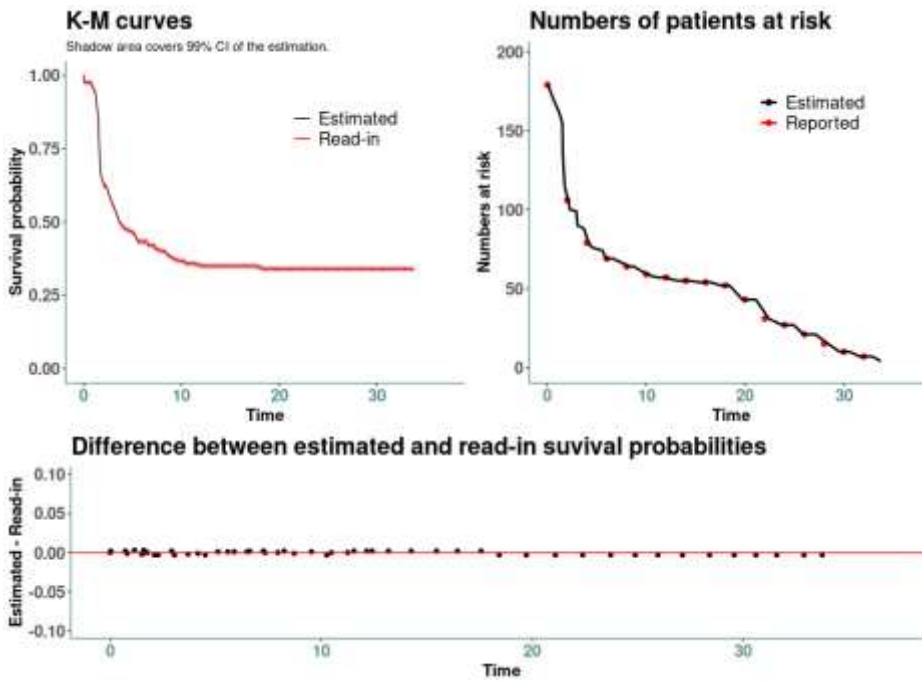 K-M curves
Shadow area covers 99% CI of the estimation.
1.00
0.75
0.50
0.25
0.00
Survival probability
Estimated
Read-in
0 10 20 30
Time
Numbers of patients at risk
200
150
100
50
0
Numbers at risk
Estimated
Reported
0 10 20 30
Time
Difference between estimated and read-in suvival probabilities
0.10
0.05
0.00
-0.05
-0.10
Estimated - Read-in
0 10 20 30
Time